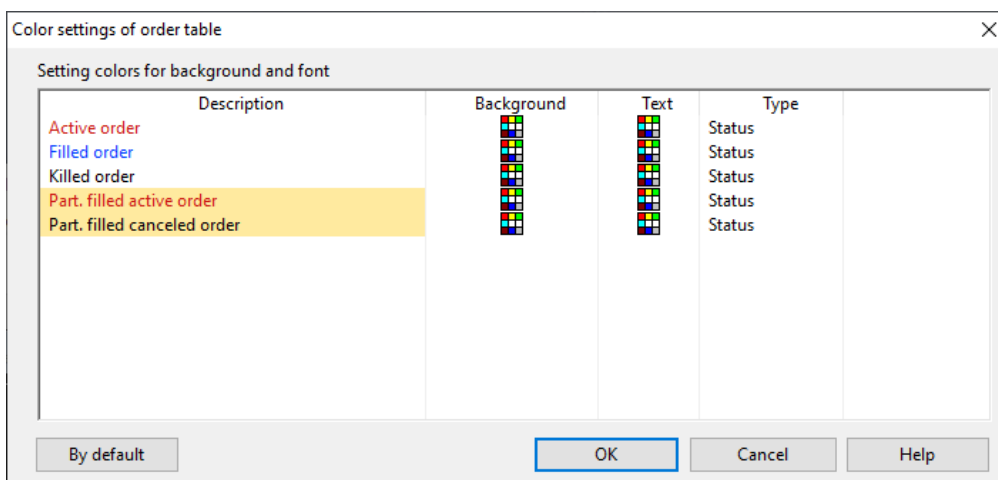 Color settings of order table
Setting colors for background and font
Description Background Text Type
Active order Status
Filled order Status
Killed order Status
Part. filled active order Status
Part. filled canceled order Status
By default OK Cancel Help